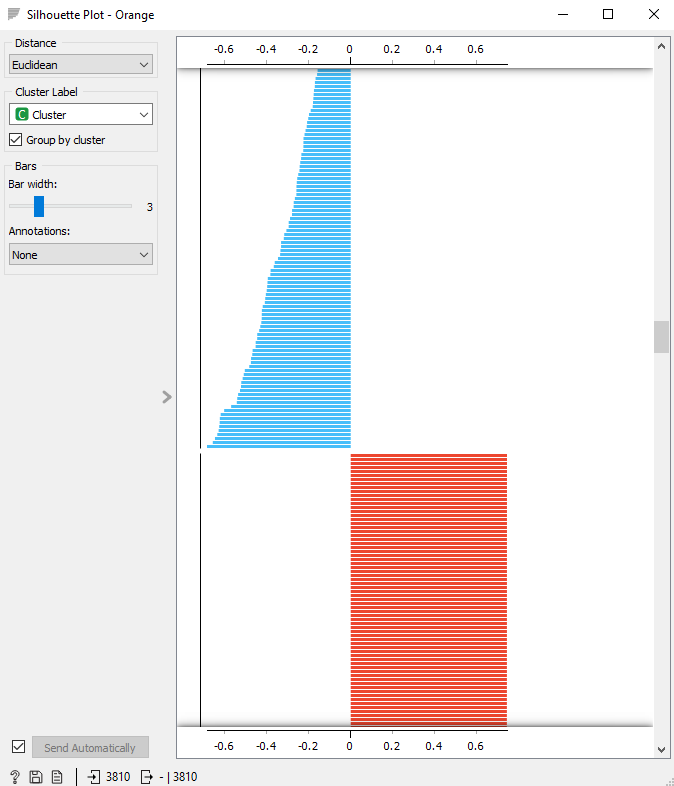 Silhouette Plot - Orange
Distance
Euclidean
Cluster Label
C Cluster
Group by cluster
Bars
Bar width:
3
Annotations:
None
-0.6 -0.4 -0.2 0 0.2 0.4 0.6
-0.6 -0.4 -0.2 0 0.2 0.4 0.6
Send Automatically
? 3810 - | 3810